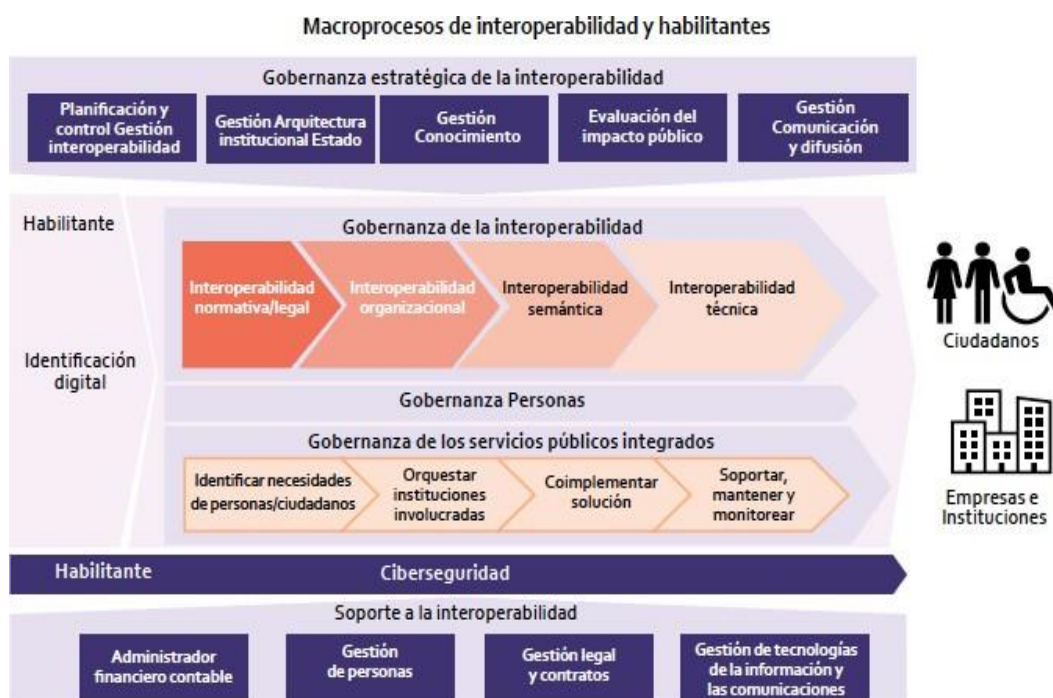 Macroprocesos de interoperabilidad y habilitantes
Gobernanza estratégica de la interoperabilidad
Planificación y
control Gestión
interoperabilidad
Gestión Arquitectura
institucional Estado
Gestión
Conocimiento
Evaluación del
impacto público
Gestión
Comunicación
y difusión
Habilitante
Identificación
digital
Gobernanza de la interoperabilidad
Interoperabilidad
normativa/legal
Interoperabilidad
organizacional
Interoperabilidad
semántica
Interoperabilidad
técnica
Gobernanza Personas
Gobernanza de los servicios públicos integrados
Identificar necesidades
de personas/ciudadanos
Orquestar
instituciones
involucradas
Coimplementar
solución
Soportar,
mantener y
monitorear
Ciudadanos
Empresas e
Instituciones
Habilitante
Ciberseguridad
Soporte a la interoperabilidad
Administrador
financiero contable
Gestión
de personas
Gestión legal
y contratos
Gestión de tecnologías
de la información y
las comunicaciones